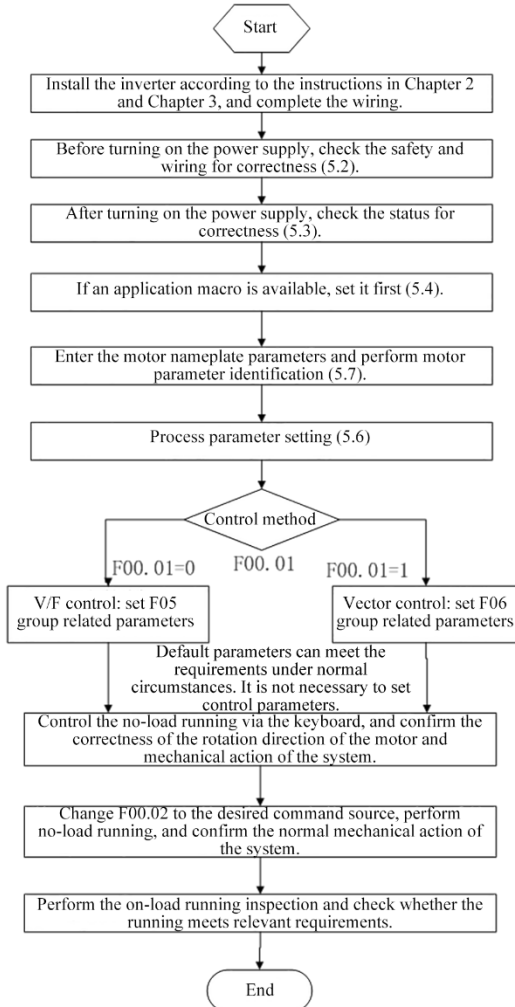 Start
Install the inverter according to the instructions in Chapter 2
and Chapter 3, and complete the wiring.
Before turning on the power supply, check the safety and
wiring for correctness (5.2).
After turning on the power supply, check the status for
correctness (5.3).
If an application macro is available, set it first (5.4).
Enter the motor nameplate parameters and perform motor
parameter identification (5.7).
Process parameter setting (5.6)
Control method
F00.01=0
F00.01
F00.01=1
V/F control: set F05
group related parameters
Vector control: set F06
group related parameters
Default parameters can meet the
requirements under normal
circumstances. It is not necessary to set
control parameters.
Control the no-load running via the keyboard, and confirm the
correctness of the rotation direction of the motor and
mechanical action of the system.
Change F00.02 to the desired command source, perform
no-load running, and confirm the normal mechanical action of
the system.
Perform the on-load running inspection and check whether the
running meets relevant requirements.
End